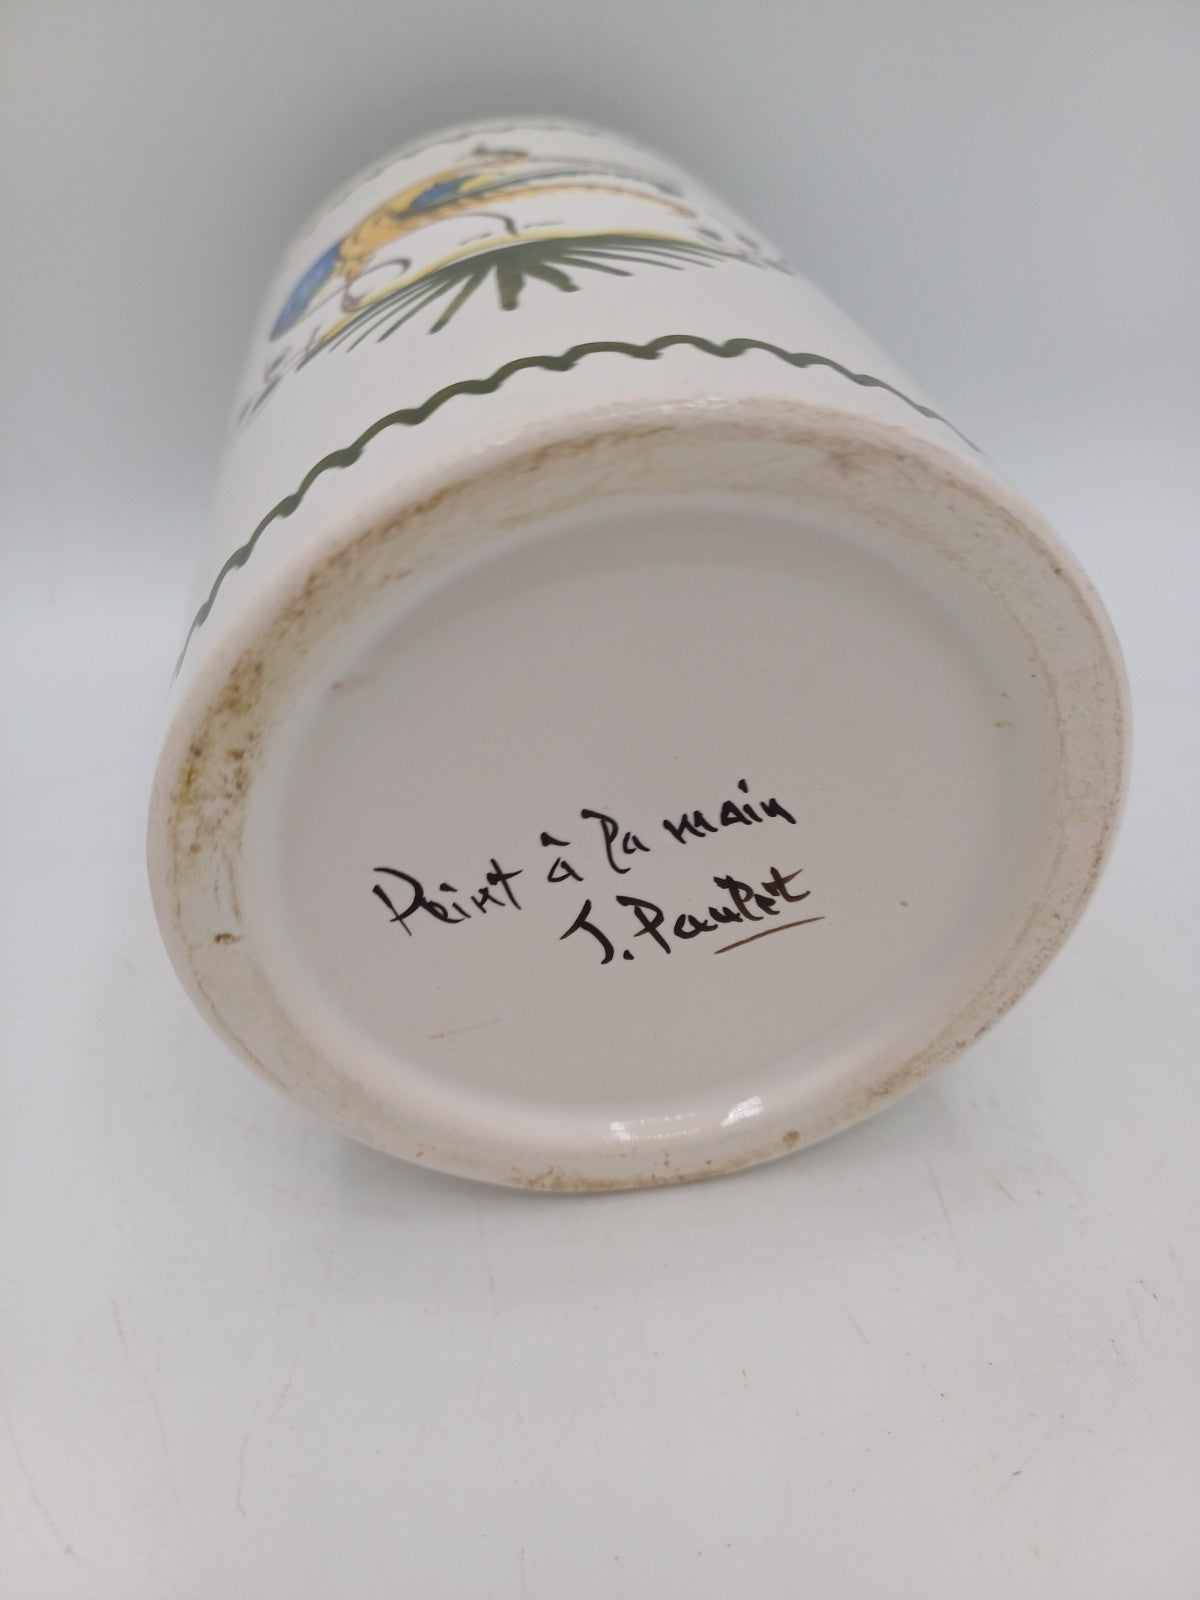 Peint à la main
J. Paulet